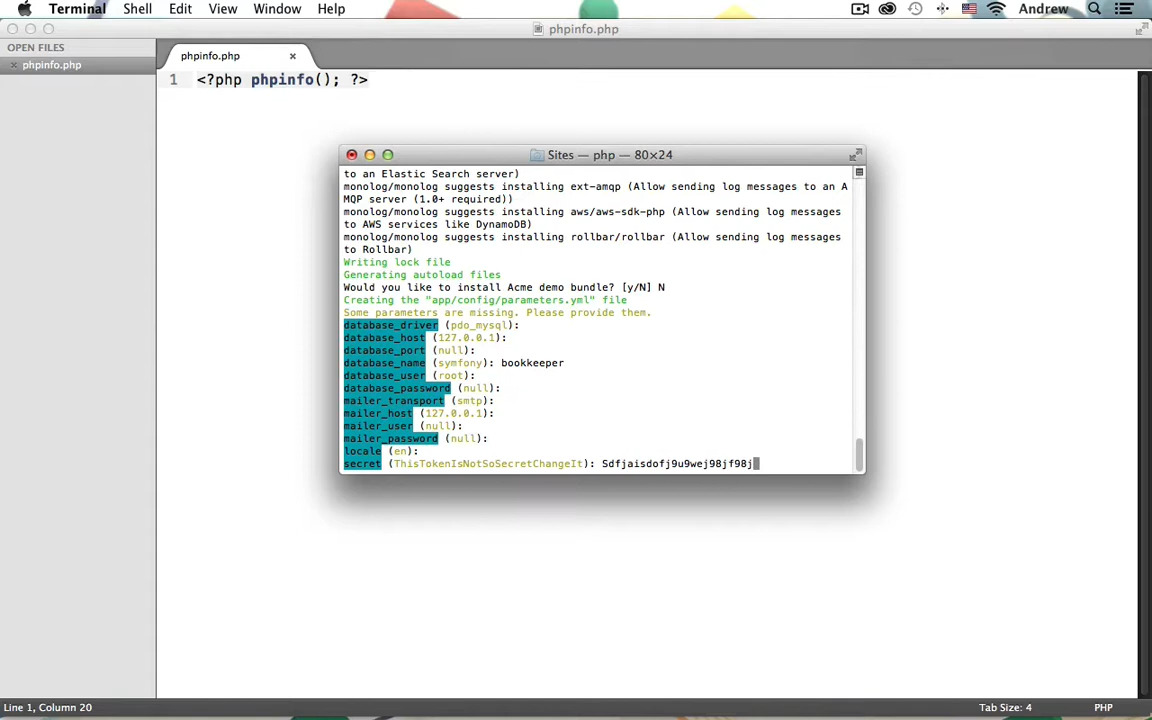 Terminal Shell Edit View Window Help Andrew
phpinfo.php
OPEN FILES
phpinfo.php
phpinfo.php
1 <?php phpinfo(); ?>
Sites — php — 80×24
to an Elastic Search server)
monolog/monolog suggests installing ext-amqp (Allow sending log messages to an A
MQP server (1.0+ required))
monolog/monolog suggests installing aws/aws-sdk-php (Allow sending log messages
to AWS services like DynamoDB)
monolog/monolog suggests installing rollbar/rollbar (Allow sending log messages
to Rollbar)
Writing lock file
Generating autoload files
Would you like to install Acme demo bundle? [y/N] N
Creating the "app/config/parameters.yml" file
Some parameters are missing. Please provide them.
database_driver (pdo_mysql):
database_host (127.0.0.1):
database_port (null):
database_name (symfony): bookkeeper
database_user (root):
database_password (null):
mailer_transport (smtp):
mailer_host (127.0.0.1):
mailer_user (null):
mailer_password (null):
locale (en):
secret (ThisTokenIsNotSoSecretChangeIt): Sdfjaisdofj9u9wej98jf98j
Line 1, Column 20
Tab Size: 4
PHP